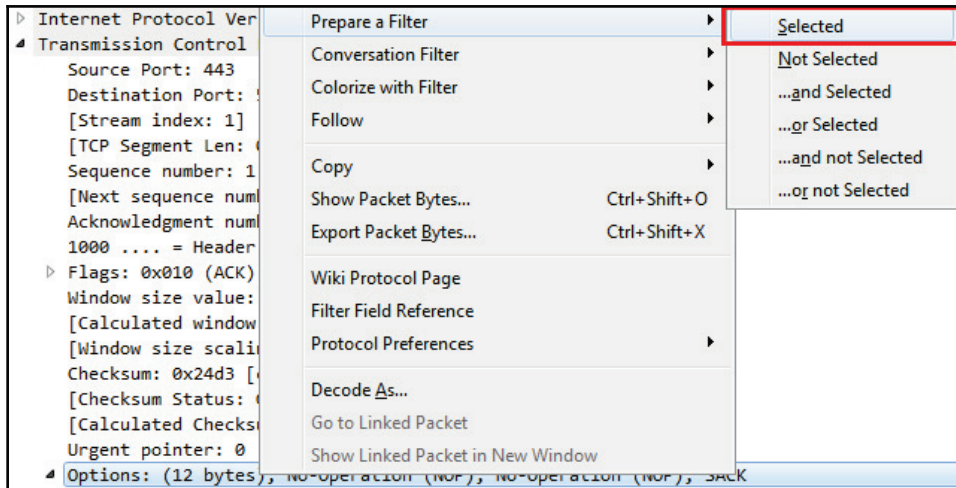 Internet Protocol Ver
Transmission Control
Source Port: 443
Destination Port:
[Stream index: 1]
[TCP Segment Len:
Sequence number: 1
[Next sequence num
Acknowledgment num
1000 .... = Header
Flags: 0x010 (ACK)
Window size value:
[Calculated window
[Window size scali
Checksum: 0x24d3 [
[Checksum Status:
[Calculated Checks
Urgent pointer: 0
Options: (12 bytes), No-Operation (NOP), No-Operation (NOP), SACK
Prepare a Filter
Conversation Filter
Colorize with Filter
Follow
Copy
Show Packet Bytes... Ctrl+Shift+O
Export Packet Bytes... Ctrl+Shift+X
Wiki Protocol Page
Filter Field Reference
Protocol Preferences
Decode As...
Go to Linked Packet
Show Linked Packet in New Window
Selected
Not Selected
...and Selected
...or Selected
...and not Selected
...or not Selected